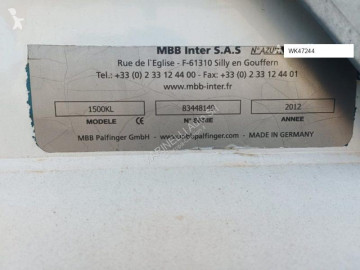 MBB Inter S.A.S
WK47244
Rue de l'Eglise - F-61310 Silly en Gouffern
Tel.: +33 (0) 2 33 12 44 00 - Fax: +33 (0) 2 33 12 44 01
www.mbb-inter.fr
1500KL 83448140 2012
MODELE CE N° SERIE ANNEE
MBB Palfinger GmbH - www.mbbpalfinger.com - MADE IN GERMANY